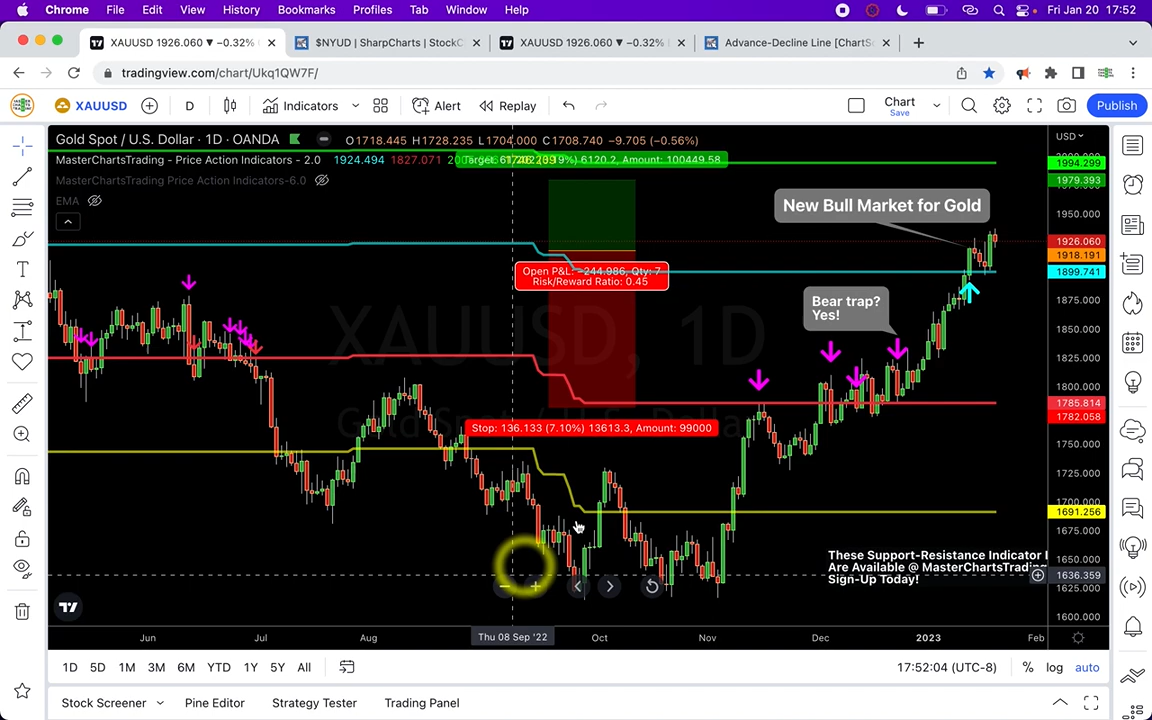 Chrome File Edit View History Bookmarks Profiles Tab Window Help Fri Jan 20 17:52
XAUUSD 1926.060 ▼ −0.32% $NYUD | SharpCharts | StockC XAUUSD 1926.060 ▼ −0.32% Advance-Decline Line [ChartS
tradingview.com/chart/Ukq1QW7F/
XAUUSD D Indicators Alert Replay Chart Save Publish
Gold Spot / U.S. Dollar · 1D · OANDA O1718.445 H1728.235 L1704.000 C1708.740 −9.705 (−0.56%)
USD
MasterChartsTrading - Price Action Indicators - 2.0 1924.494 1827.071
Amount: 100449.58
1994.299
MasterChartsTrading Price Action Indicators-6.0
1979.393
EMA
New Bull Market for Gold
1950.000
1926.060
1918.191
Open P&L: −244.986, Qty: 7
Risk/Reward Ratio: 0.45
1899.741
Bear trap?
Yes!
1875.000
1850.000
XAUUSD, 1D
1825.000
1800.000
1785.814
Gold Spot / U.S. Dollar
1782.058
Stop: 136.133 (7.10%) 13613.3, Amount: 99000
1750.000
1725.000
1700.000
1691.256
1675.000
These Support-Resistance Indicator
Are Available @ MasterChartsTrading
Sign-Up Today!
1650.000
1636.359
1625.000
1600.000
Jun Jul Aug Thu 08 Sep '22 Oct Nov Dec 2023 Feb
1D 5D 1M 3M 6M YTD 1Y 5Y All 17:52:04 (UTC-8) % log auto
Stock Screener Pine Editor Strategy Tester Trading Panel